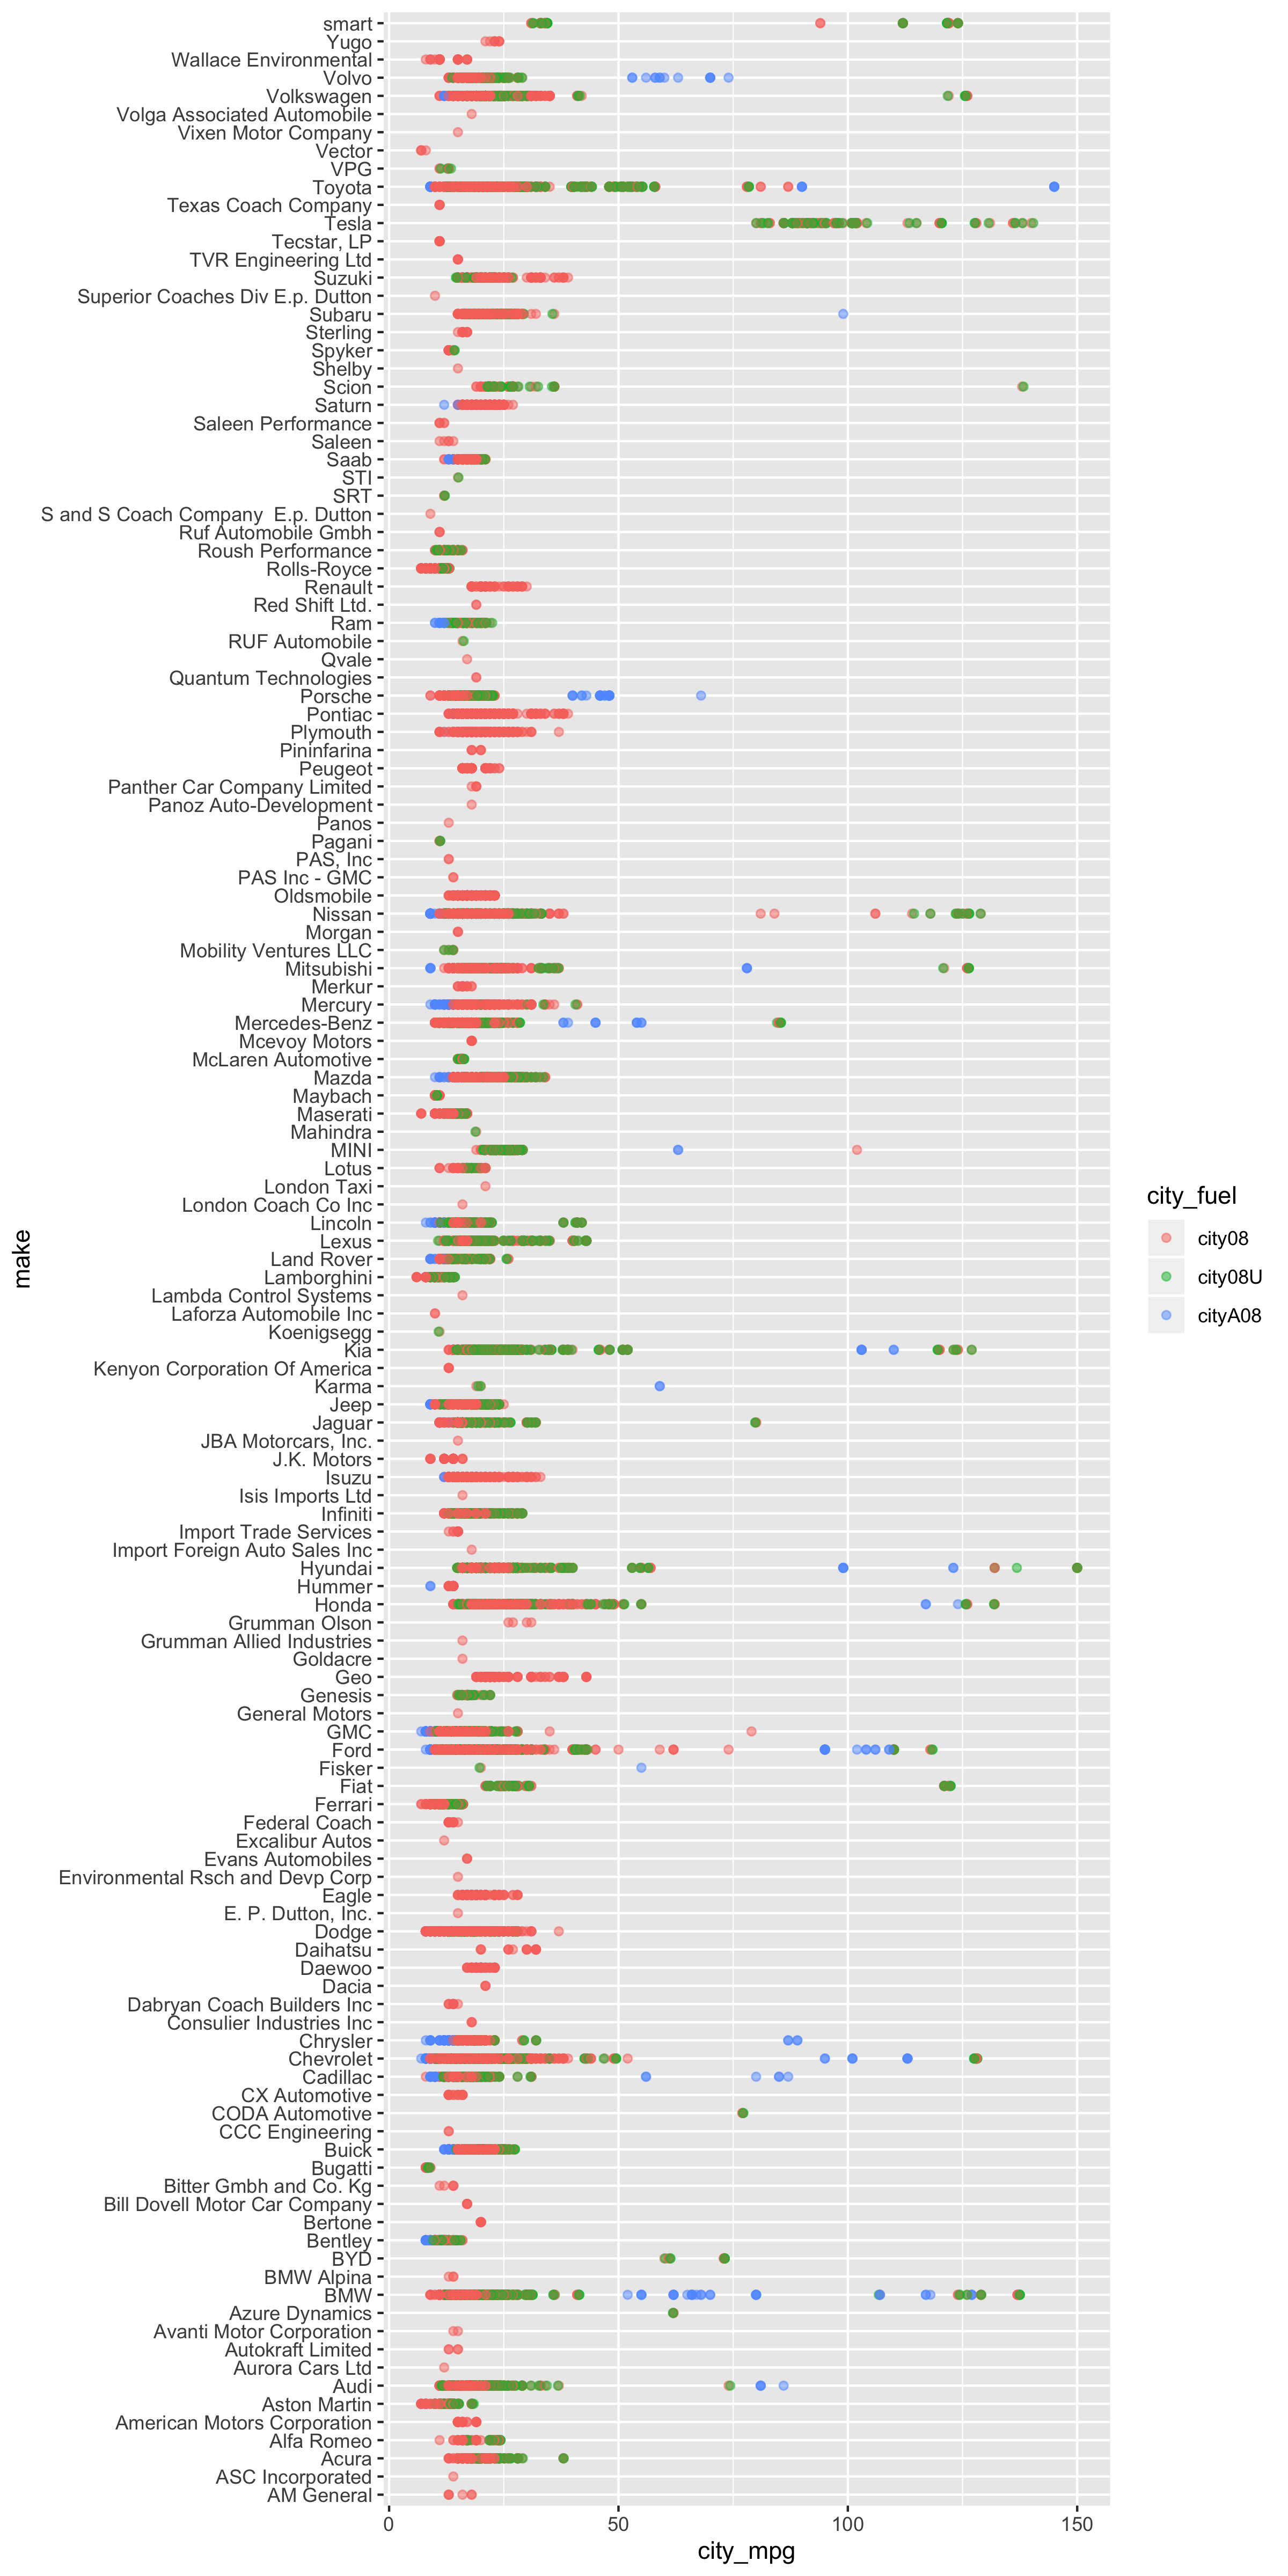 smart
Yugo
Wallace Environmental
Volvo
Volkswagen
Volga Associated Automobile
Vixen Motor Company
Vector
VPG
Toyota
Texas Coach Company
Tesla
Tecstar, LP
TVR Engineering Ltd
Suzuki
Superior Coaches Div E.p. Dutton
Subaru
Sterling
Spyker
Shelby
Scion
Saturn
Saleen Performance
Saleen
Saab
STI
SRT
S and S Coach Company  E.p. Dutton
Ruf Automobile Gmbh
Roush Performance
Rolls-Royce
Renault
Red Shift Ltd.
Ram
RUF Automobile
Qvale
Quantum Technologies
Porsche
Pontiac
Plymouth
Pininfarina
Peugeot
Panther Car Company Limited
Panoz Auto-Development
Panos
Pagani
PAS, Inc
PAS Inc - GMC
Oldsmobile
Nissan
Morgan
Mobility Ventures LLC
Mitsubishi
Merkur
Mercury
Mercedes-Benz
Mcevoy Motors
McLaren Automotive
Mazda
Maybach
Maserati
Mahindra
MINI
Lotus
London Taxi
London Coach Co Inc
Lincoln
Lexus
Land Rover
Lamborghini
Lambda Control Systems
Laforza Automobile Inc
Koenigsegg
Kia
Kenyon Corporation Of America
Karma
Jeep
Jaguar
JBA Motorcars, Inc.
J.K. Motors
Isuzu
Isis Imports Ltd
Infiniti
Import Trade Services
Import Foreign Auto Sales Inc
Hyundai
Hummer
Honda
Grumman Olson
Grumman Allied Industries
Goldacre
Geo
Genesis
General Motors
GMC
Ford
Fisker
Fiat
Ferrari
Federal Coach
Excalibur Autos
Evans Automobiles
Environmental Rsch and Devp Corp
Eagle
E. P. Dutton, Inc.
Dodge
Daihatsu
Daewoo
Dacia
Dabryan Coach Builders Inc
Consulier Industries Inc
Chrysler
Chevrolet
Cadillac
CX Automotive
CODA Automotive
CCC Engineering
Buick
Bugatti
Bitter Gmbh and Co. Kg
Bill Dovell Motor Car Company
Bertone
Bentley
BYD
BMW Alpina
BMW
Azure Dynamics
Avanti Motor Corporation
Autokraft Limited
Aurora Cars Ltd
Audi
Aston Martin
American Motors Corporation
Alfa Romeo
Acura
ASC Incorporated
AM General
make
0 50 100 150
city_mpg
city_fuel
city08
city08U
cityA08